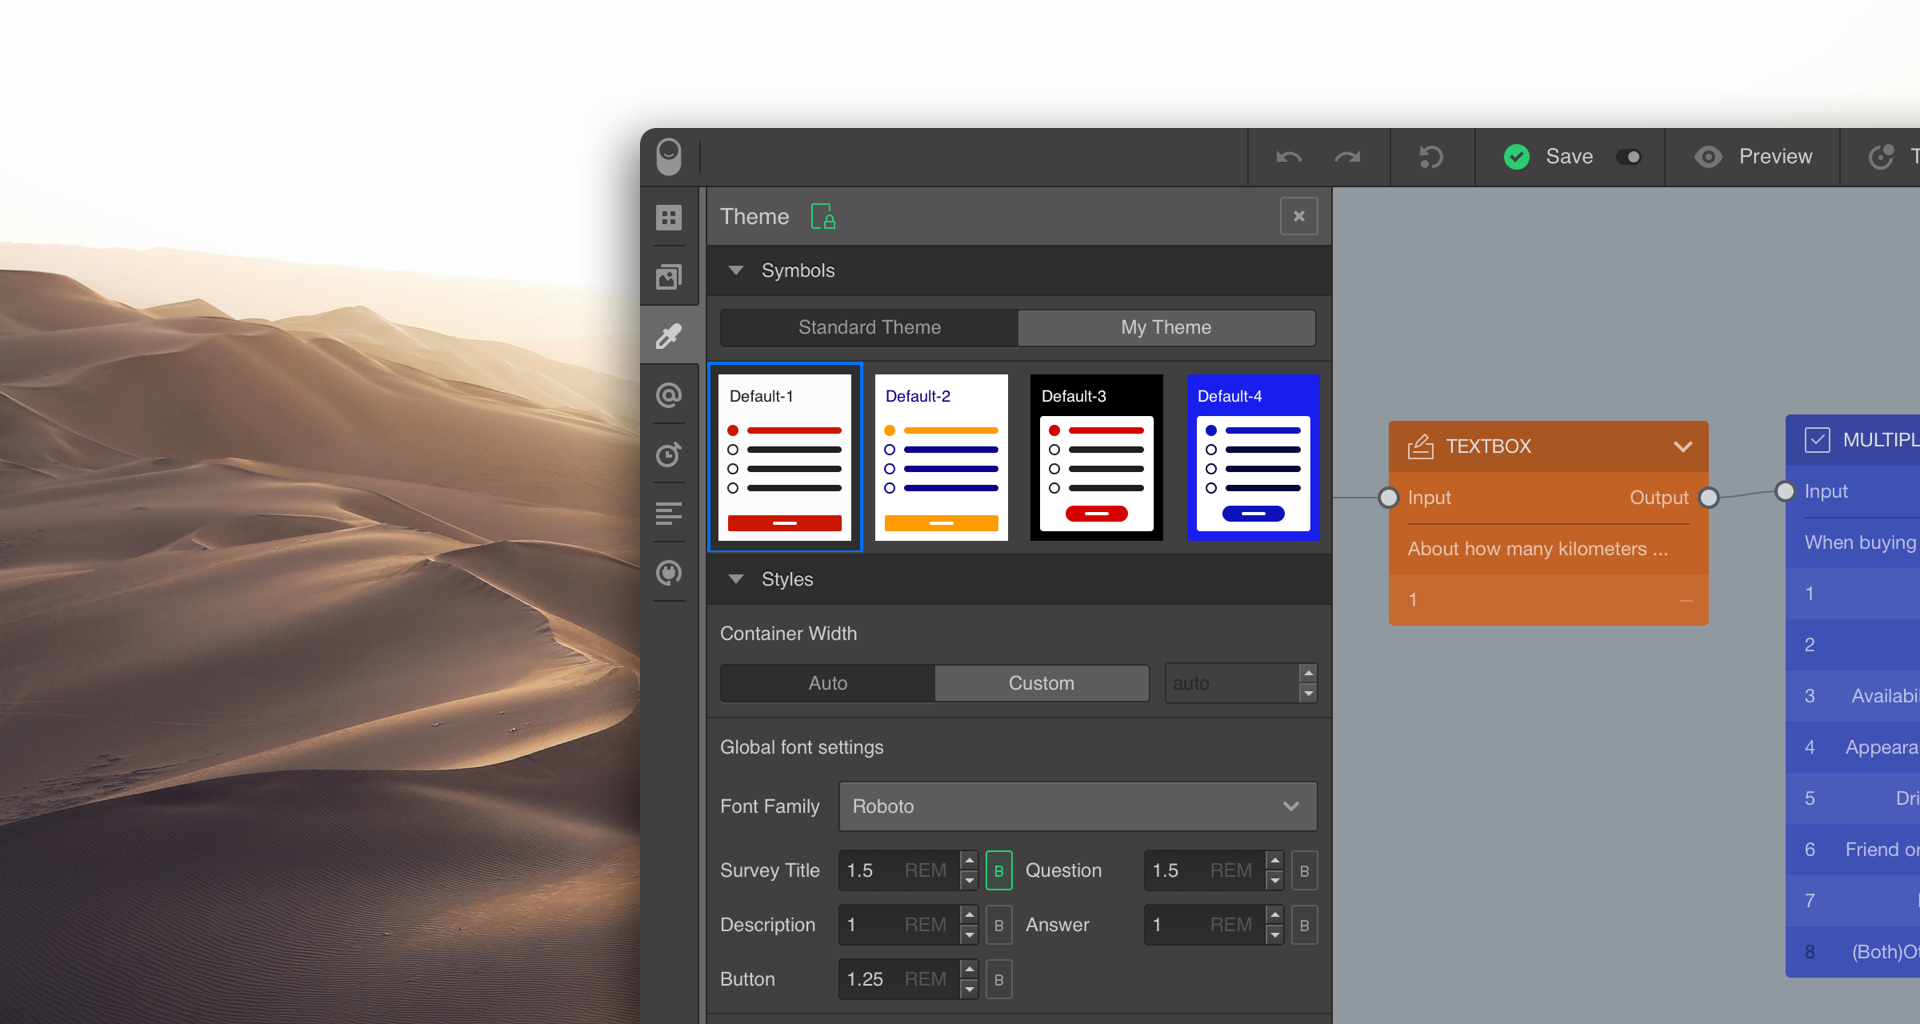 Save
Preview
T
Theme
Symbols
Standard Theme
My Theme
Default-1
Default-2
Default-3
Default-4
Styles
Container Width
Auto
Custom
auto
Global font settings
Font Family
Roboto
Survey Title
1.5
REM
B
Question
1.5
REM
B
Description
1
REM
B
Answer
1
REM
B
Button
1.25
REM
B
TEXTBOX
Input
Output
About how many kilometers ...
1
MULTIPL
Input
When buying
1
2
3 Availabil
4 Appeara
5 Dri
6 Friend or
7
8 (Both)Ot